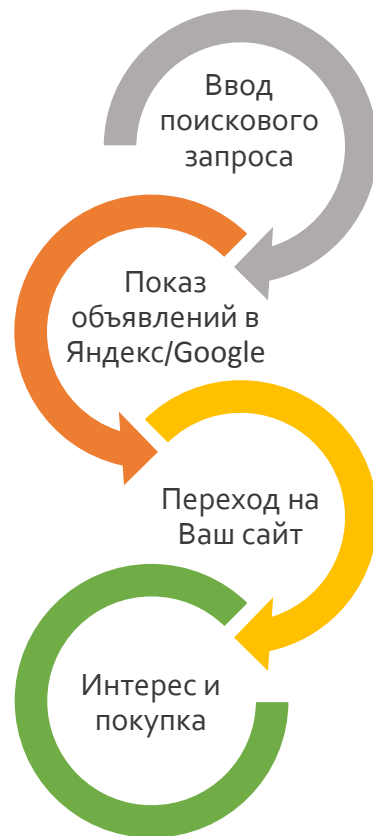 Ввод
поискового
запроса
Показ
объявлений в
Яндекс/Google
Переход на
Ваш сайт
Интерес и
покупка